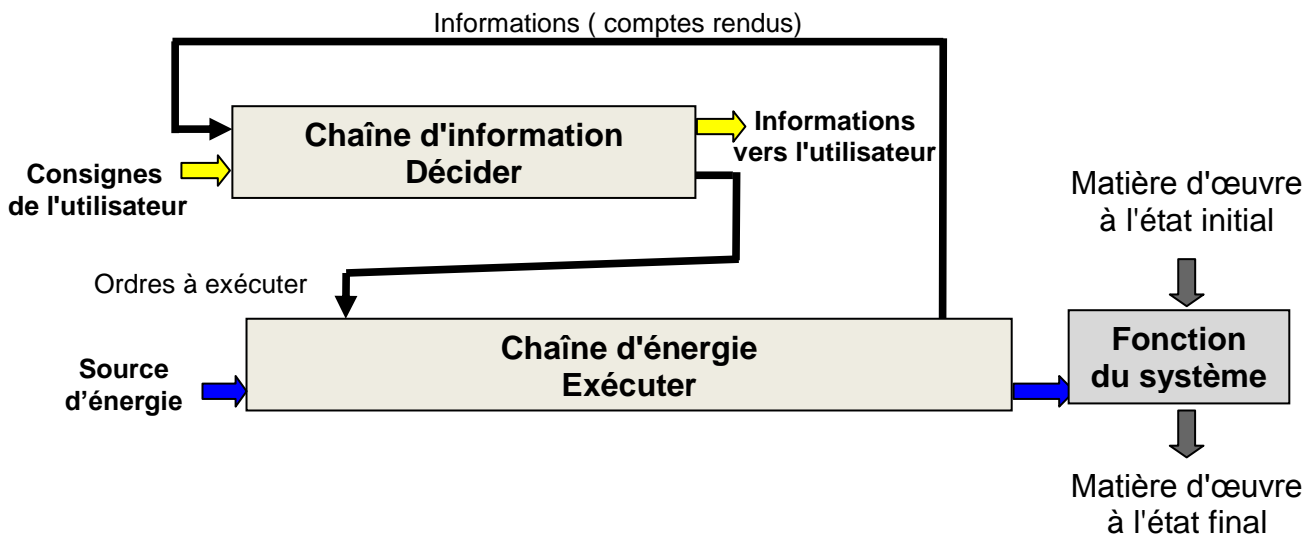 Informations ( comptes rendus)
Chaîne d'information
Décider
Informations
vers l'utilisateur
Consignes
de l'utilisateur
Matière d'œuvre
à l'état initial
Ordres à exécuter
Chaîne d'énergie
Exécuter
Fonction
du système
Source
d’énergie
Matière d'œuvre
à l'état final